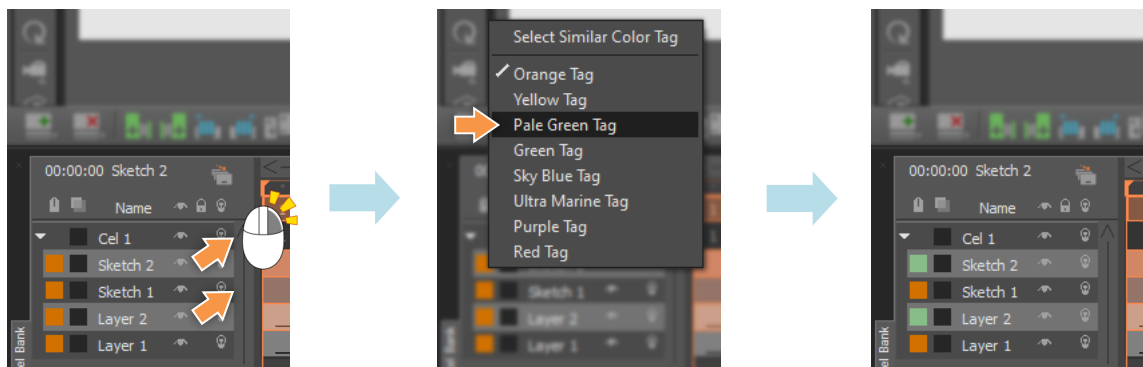 00:00:00 Sketch 2
Name
Cel 1
Sketch 2
Sketch 1
Layer 2
Layer 1
el Bank
Select Similar Color Tag
Orange Tag
Yellow Tag
Pale Green Tag
Green Tag
Sky Blue Tag
Ultra Marine Tag
Purple Tag
Red Tag
Sketch 1
Layer 2
Layer 1
00:00:00 Sketch 2
Name
Cel 1
Sketch 2
Sketch 1
Layer 2
Layer 1
el Bank